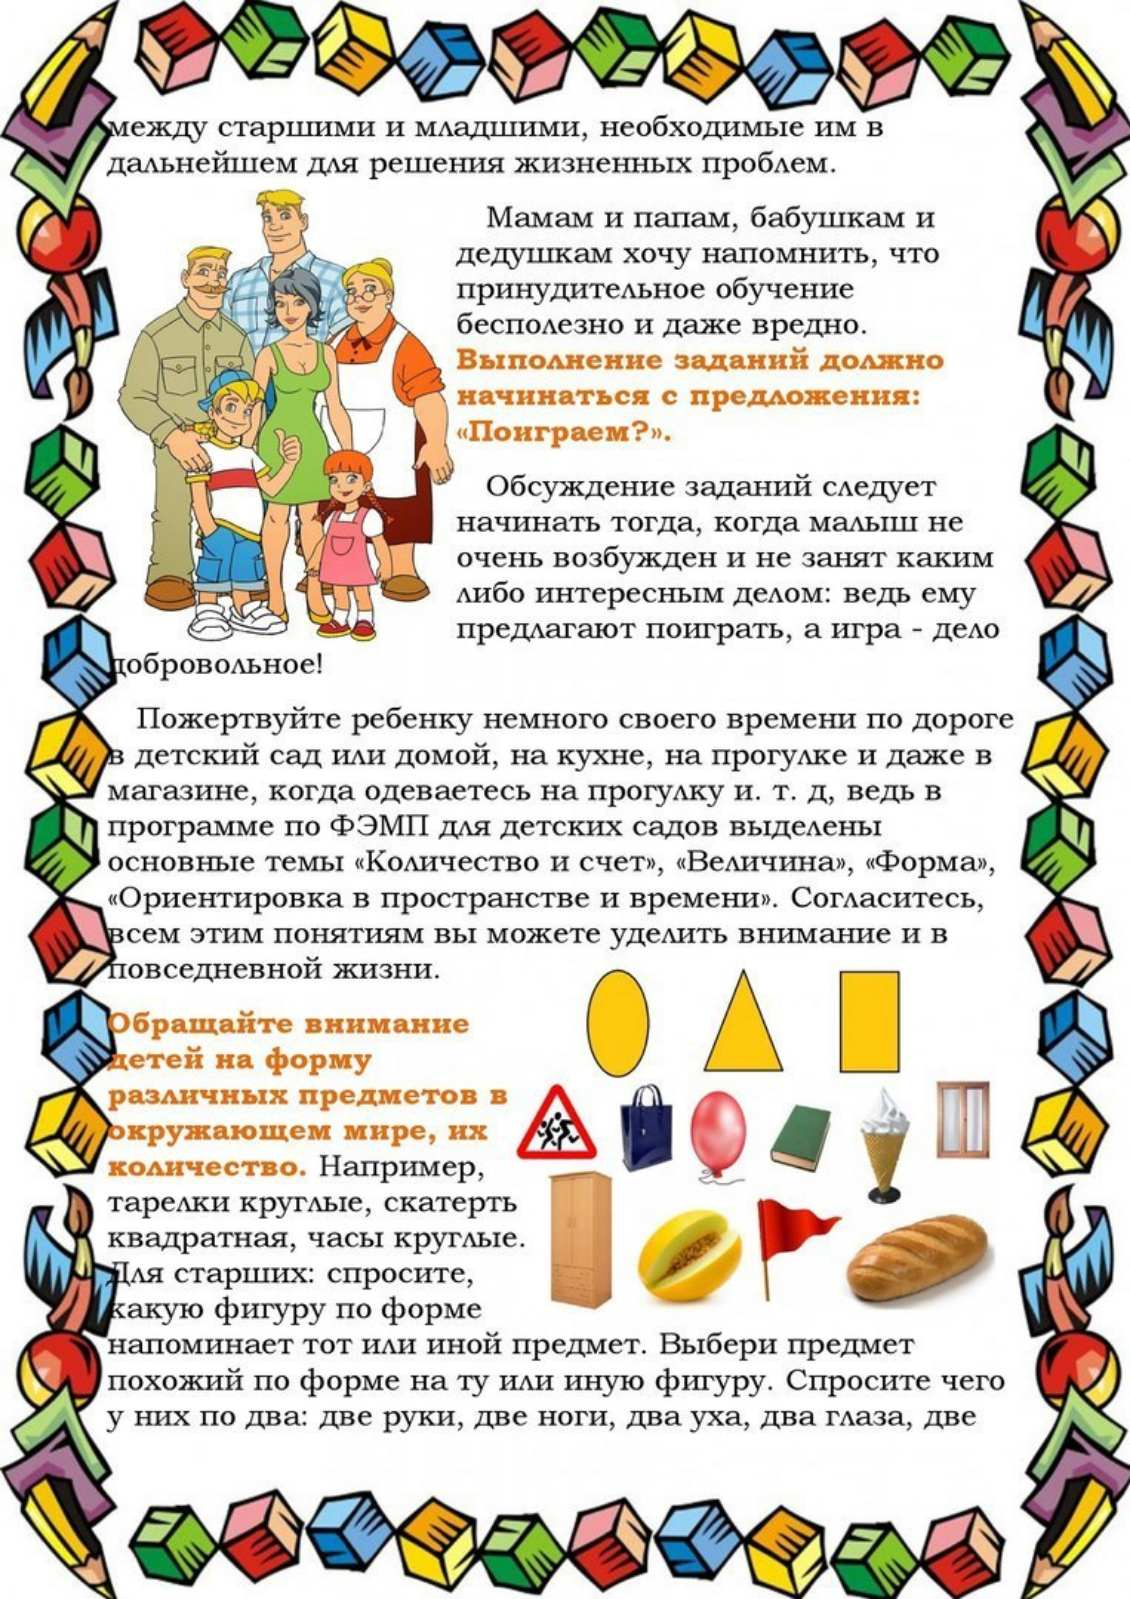 между старшими и младшими, необходимые им в
дальнейшем для решения жизненных проблем.
Мамам и папам, бабушкам и
дедушкам хочу напомнить, что
принудительное обучение
бесполезно и даже вредно.
Выполнение заданий должно
начинаться с предложения:
«Поиграем?».
Обсуждение заданий следует
начинать тогда, когда малыш не
очень возбужден и не занят каким
либо интересным делом: ведь ему
предлагают поиграть, а игра - дело
добровольное!
Пожертвуйте ребенку немного своего времени по дороге
в детский сад или домой, на кухне, на прогулке и даже в
магазине, когда одеваетесь на прогулку и. т. д, ведь в
программе по ФЭМП для детских садов выделены
основные темы «Количество и счет», «Величина», «Форма»,
«Ориентировка в пространстве и времени». Согласитесь,
всем этим понятиям вы можете уделить внимание и в
повседневной жизни.
Обращайте внимание
детей на форму
различных предметов в
окружающем мире, их
количество. Например,
тарелки круглые, скатерть
квадратная, часы круглые.
Для старших: спросите,
какую фигуру по форме
напоминает тот или иной предмет. Выбери предмет
похожий по форме на ту или иную фигуру. Спросите чего
у них по два: две руки, две ноги, два уха, два глаза, две